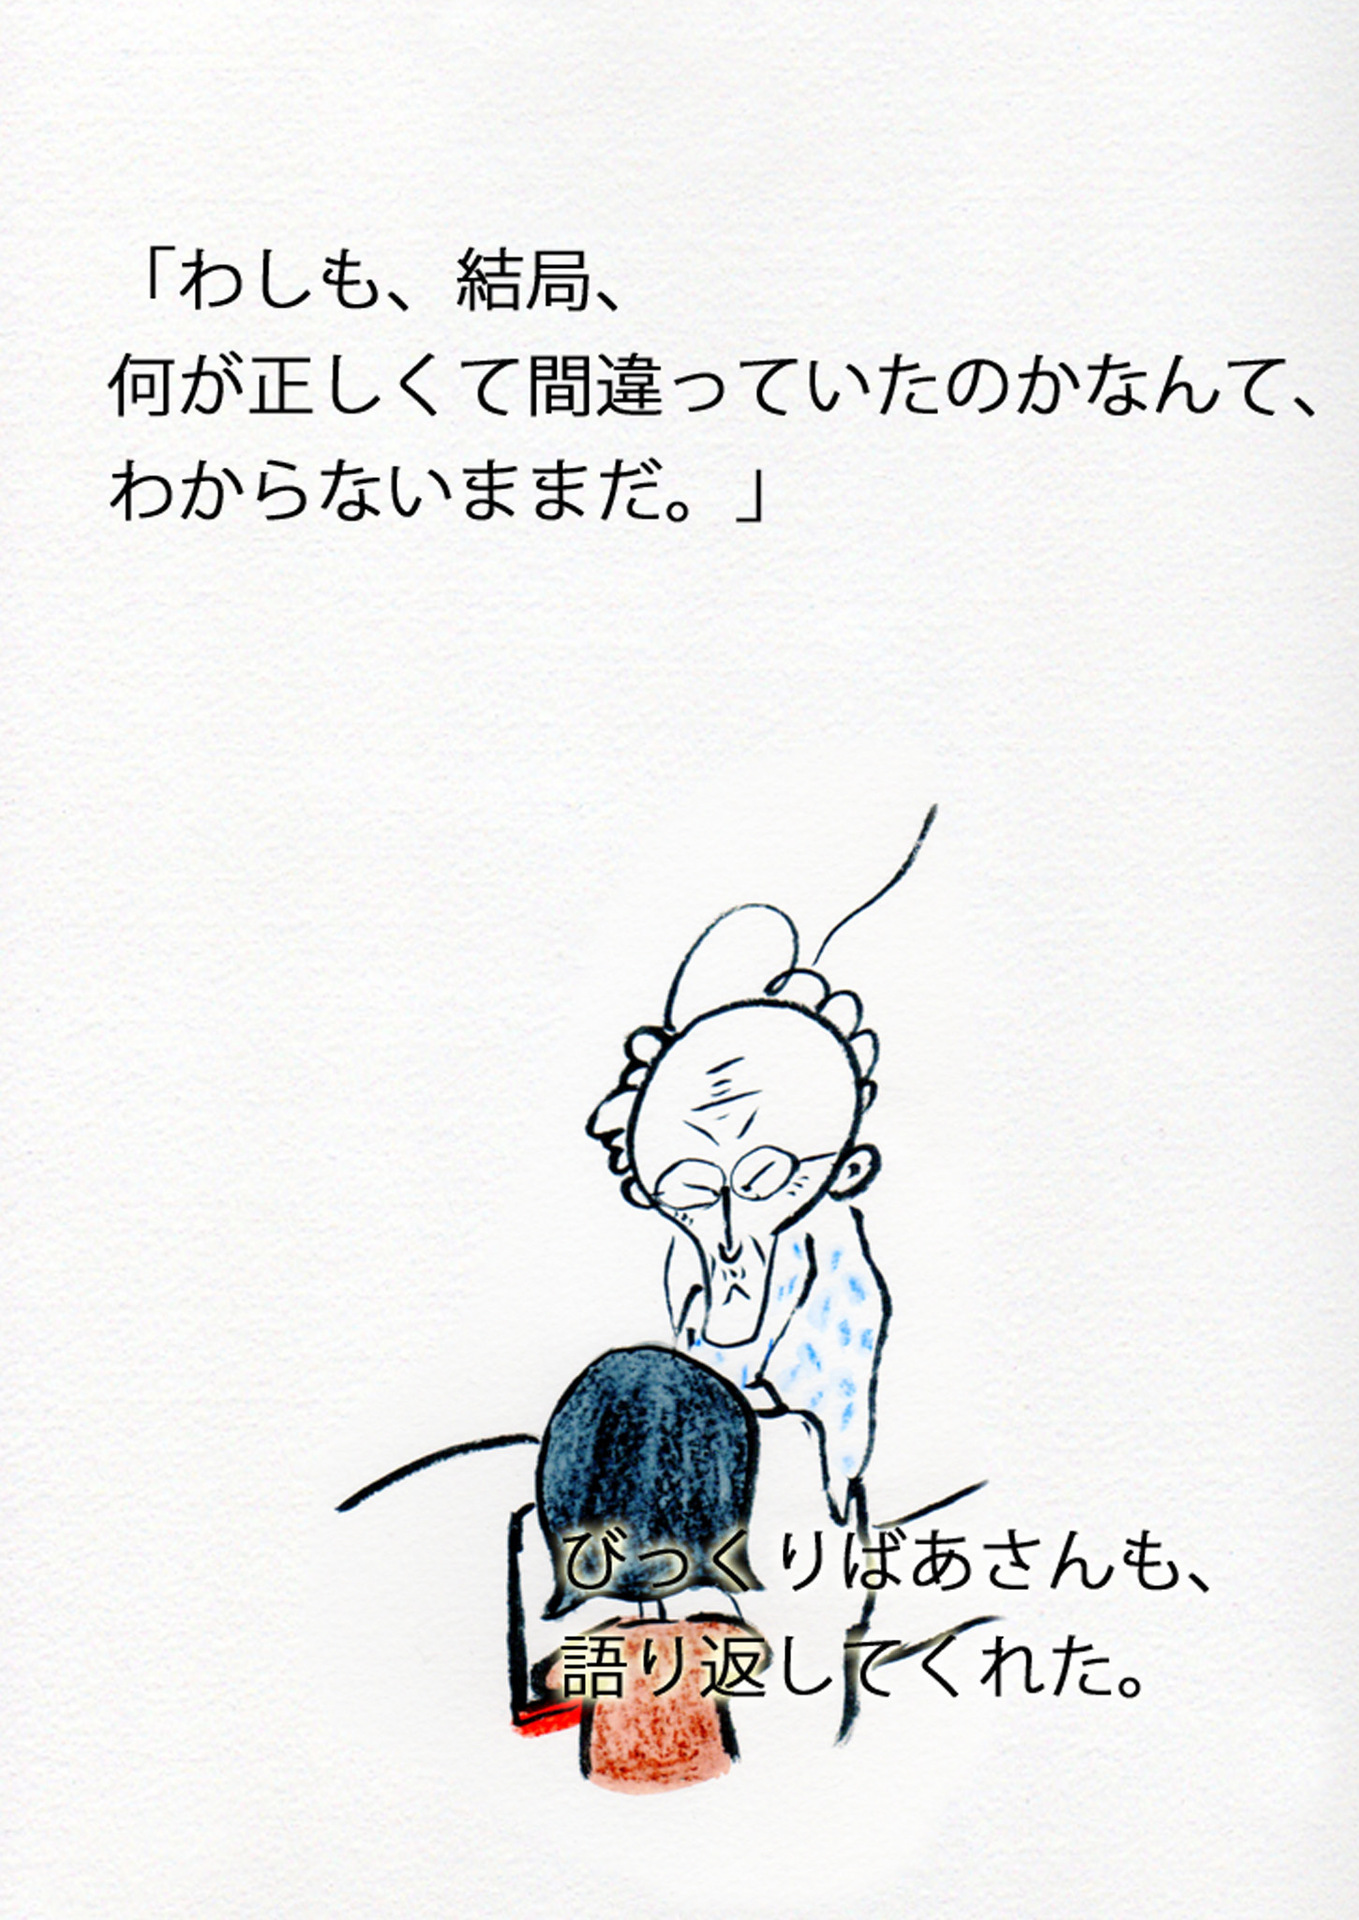 「わしも、結局、
何が正しくて間違っていたのかなんて、
わからないままだ。」
びっくりばあさんも、
語り返してくれた。